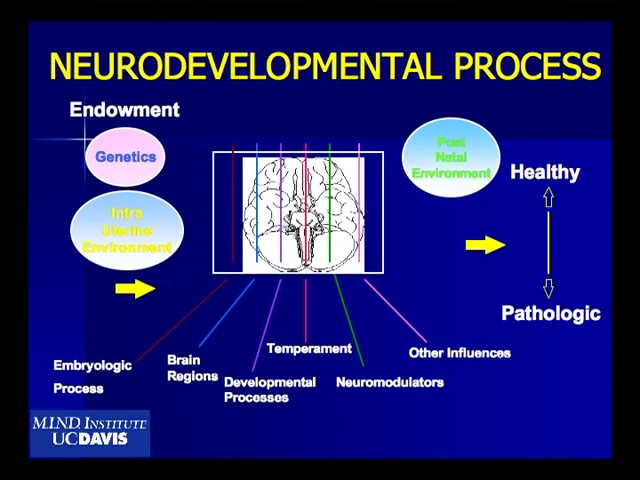 NEURODEVELOPMENTAL PROCESS
Endowment
Genetics
Intra
Uterine
Environment
Post
Natal
Environment
Healthy
Pathologic
Embryologic
Process
Brain
Regions
Developmental
Processes
Temperament
Neuromodulators
Other Influences
M.I.N.D. INSTITUTE
UCDAVIS